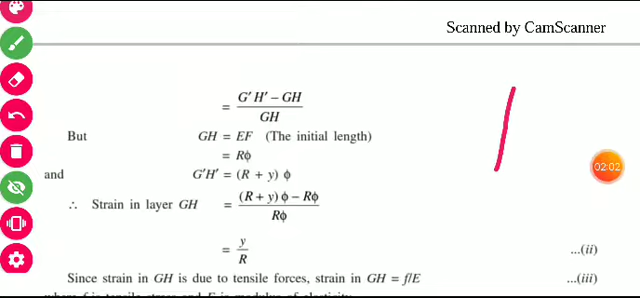 Scanned by CamScanner
= G′H′ – GH / GH
But GH = EF (The initial length)
= Rϕ
and G′H′ = (R + y) ϕ
∴ Strain in layer GH = (R + y) ϕ – Rϕ / Rϕ
= y / R ...(ii)
Since strain in GH is due to tensile forces, strain in GH = f/E ...(iii)
02:02